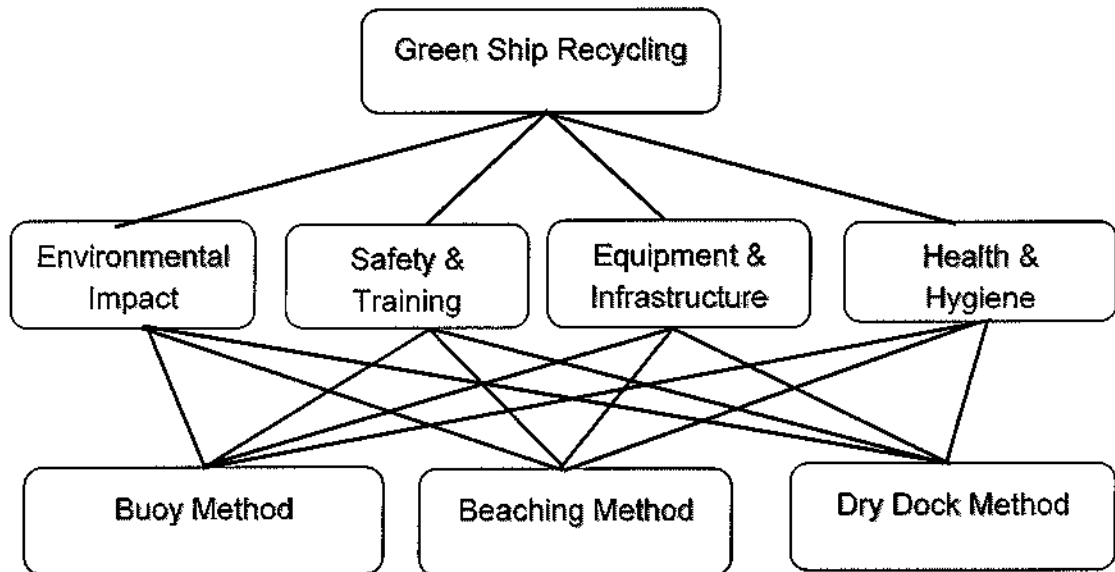 Green Ship Recycling
Environmental
Impact
Safety &
Training
Equipment &
Infrastructure
Health &
Hygiene
Buoy Method
Beaching Method
Dry Dock Method